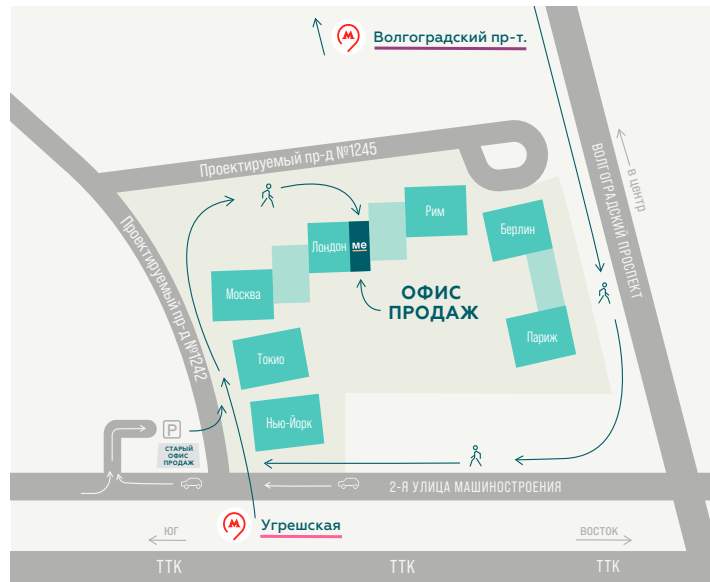 Волгоградский пр-т.
Проектируемый пр-д №1245
ВОЛГОГРАДСКИЙ ПРОСПЕКТ
в центр
Проектируемый пр-д №1242
Рим
Лондон
me
Берлин
Москва
ОФИС
ПРОДАЖ
Париж
Токио
Нью-Йорк
P
СТАРЫЙ
ОФИС
ПРОДАЖ
2-Я УЛИЦА МАШИНОСТРОЕНИЯ
Угрешская
ЮГ
ВОСТОК
ТТК
ТТК
ТТК